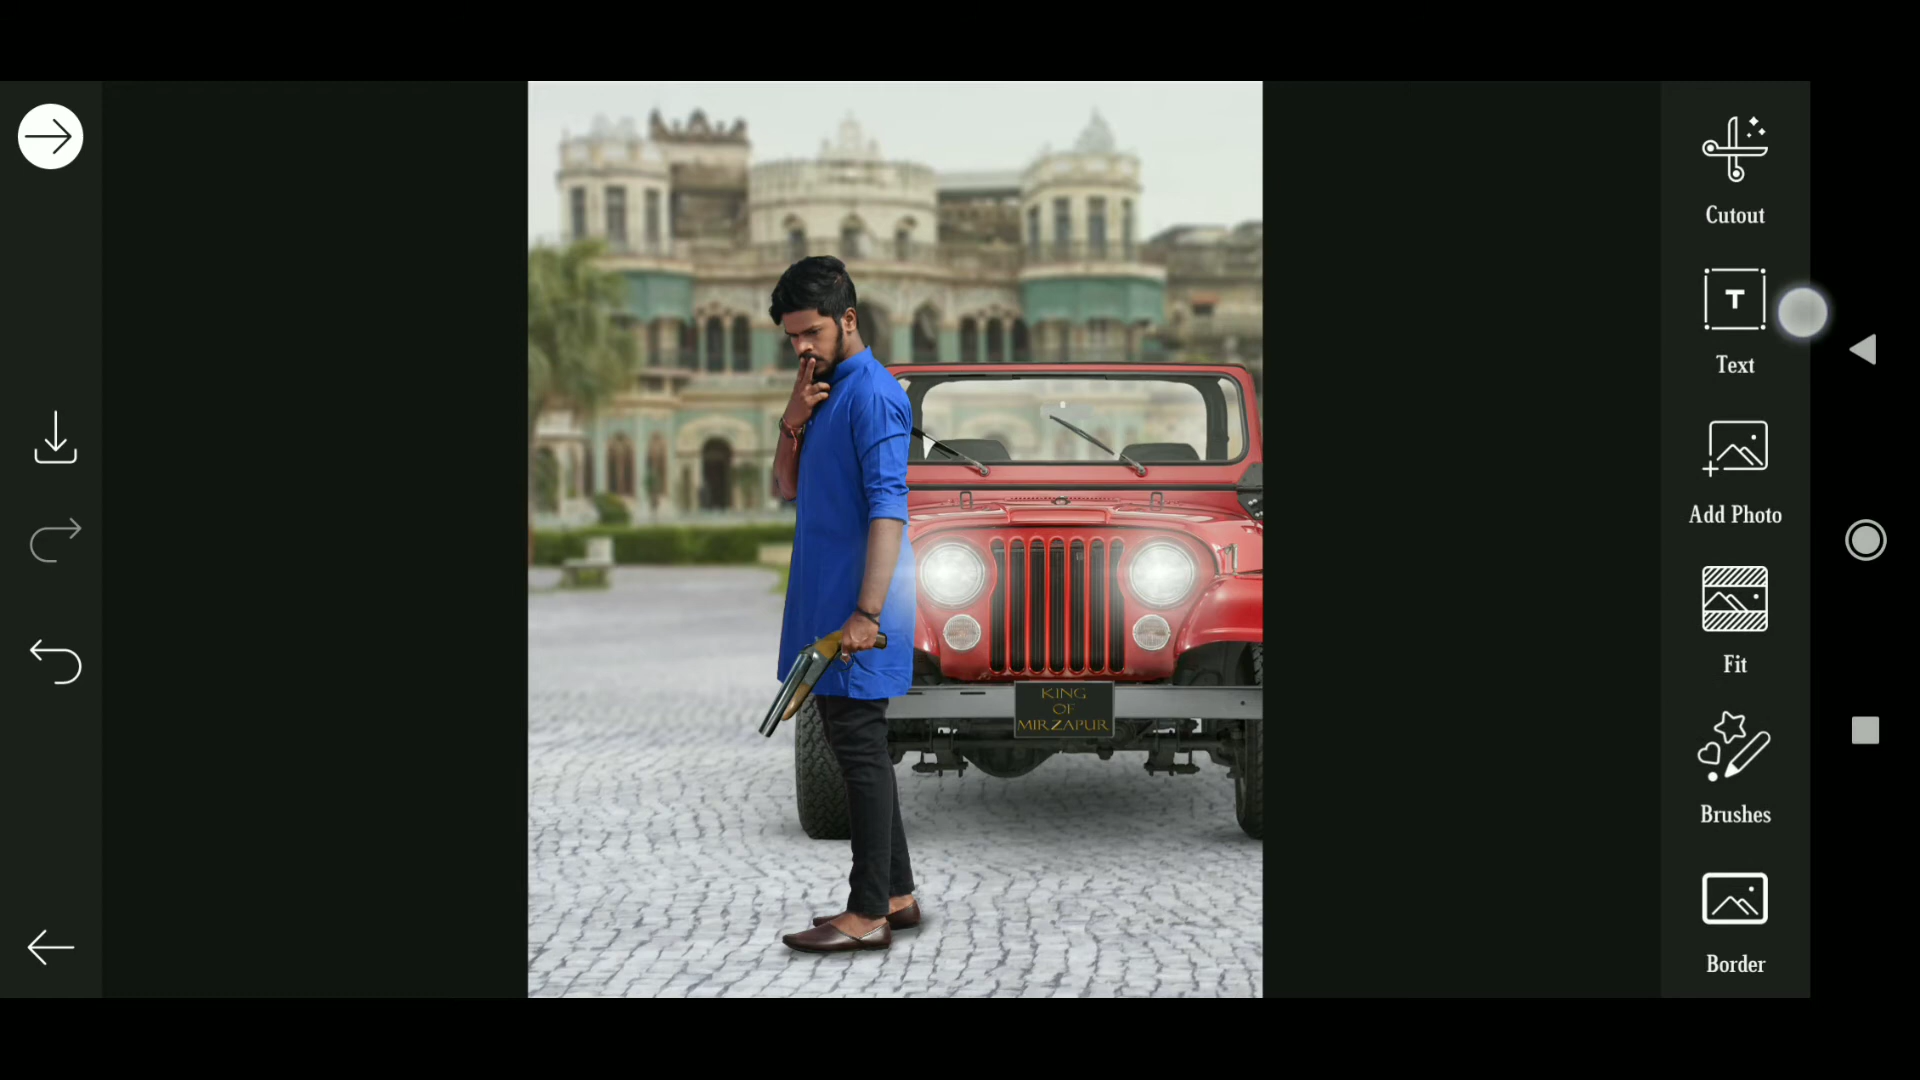 Cutout
T
Text
Add Photo
Fit
Brushes
Border
KING
OF
MIRZAPUR